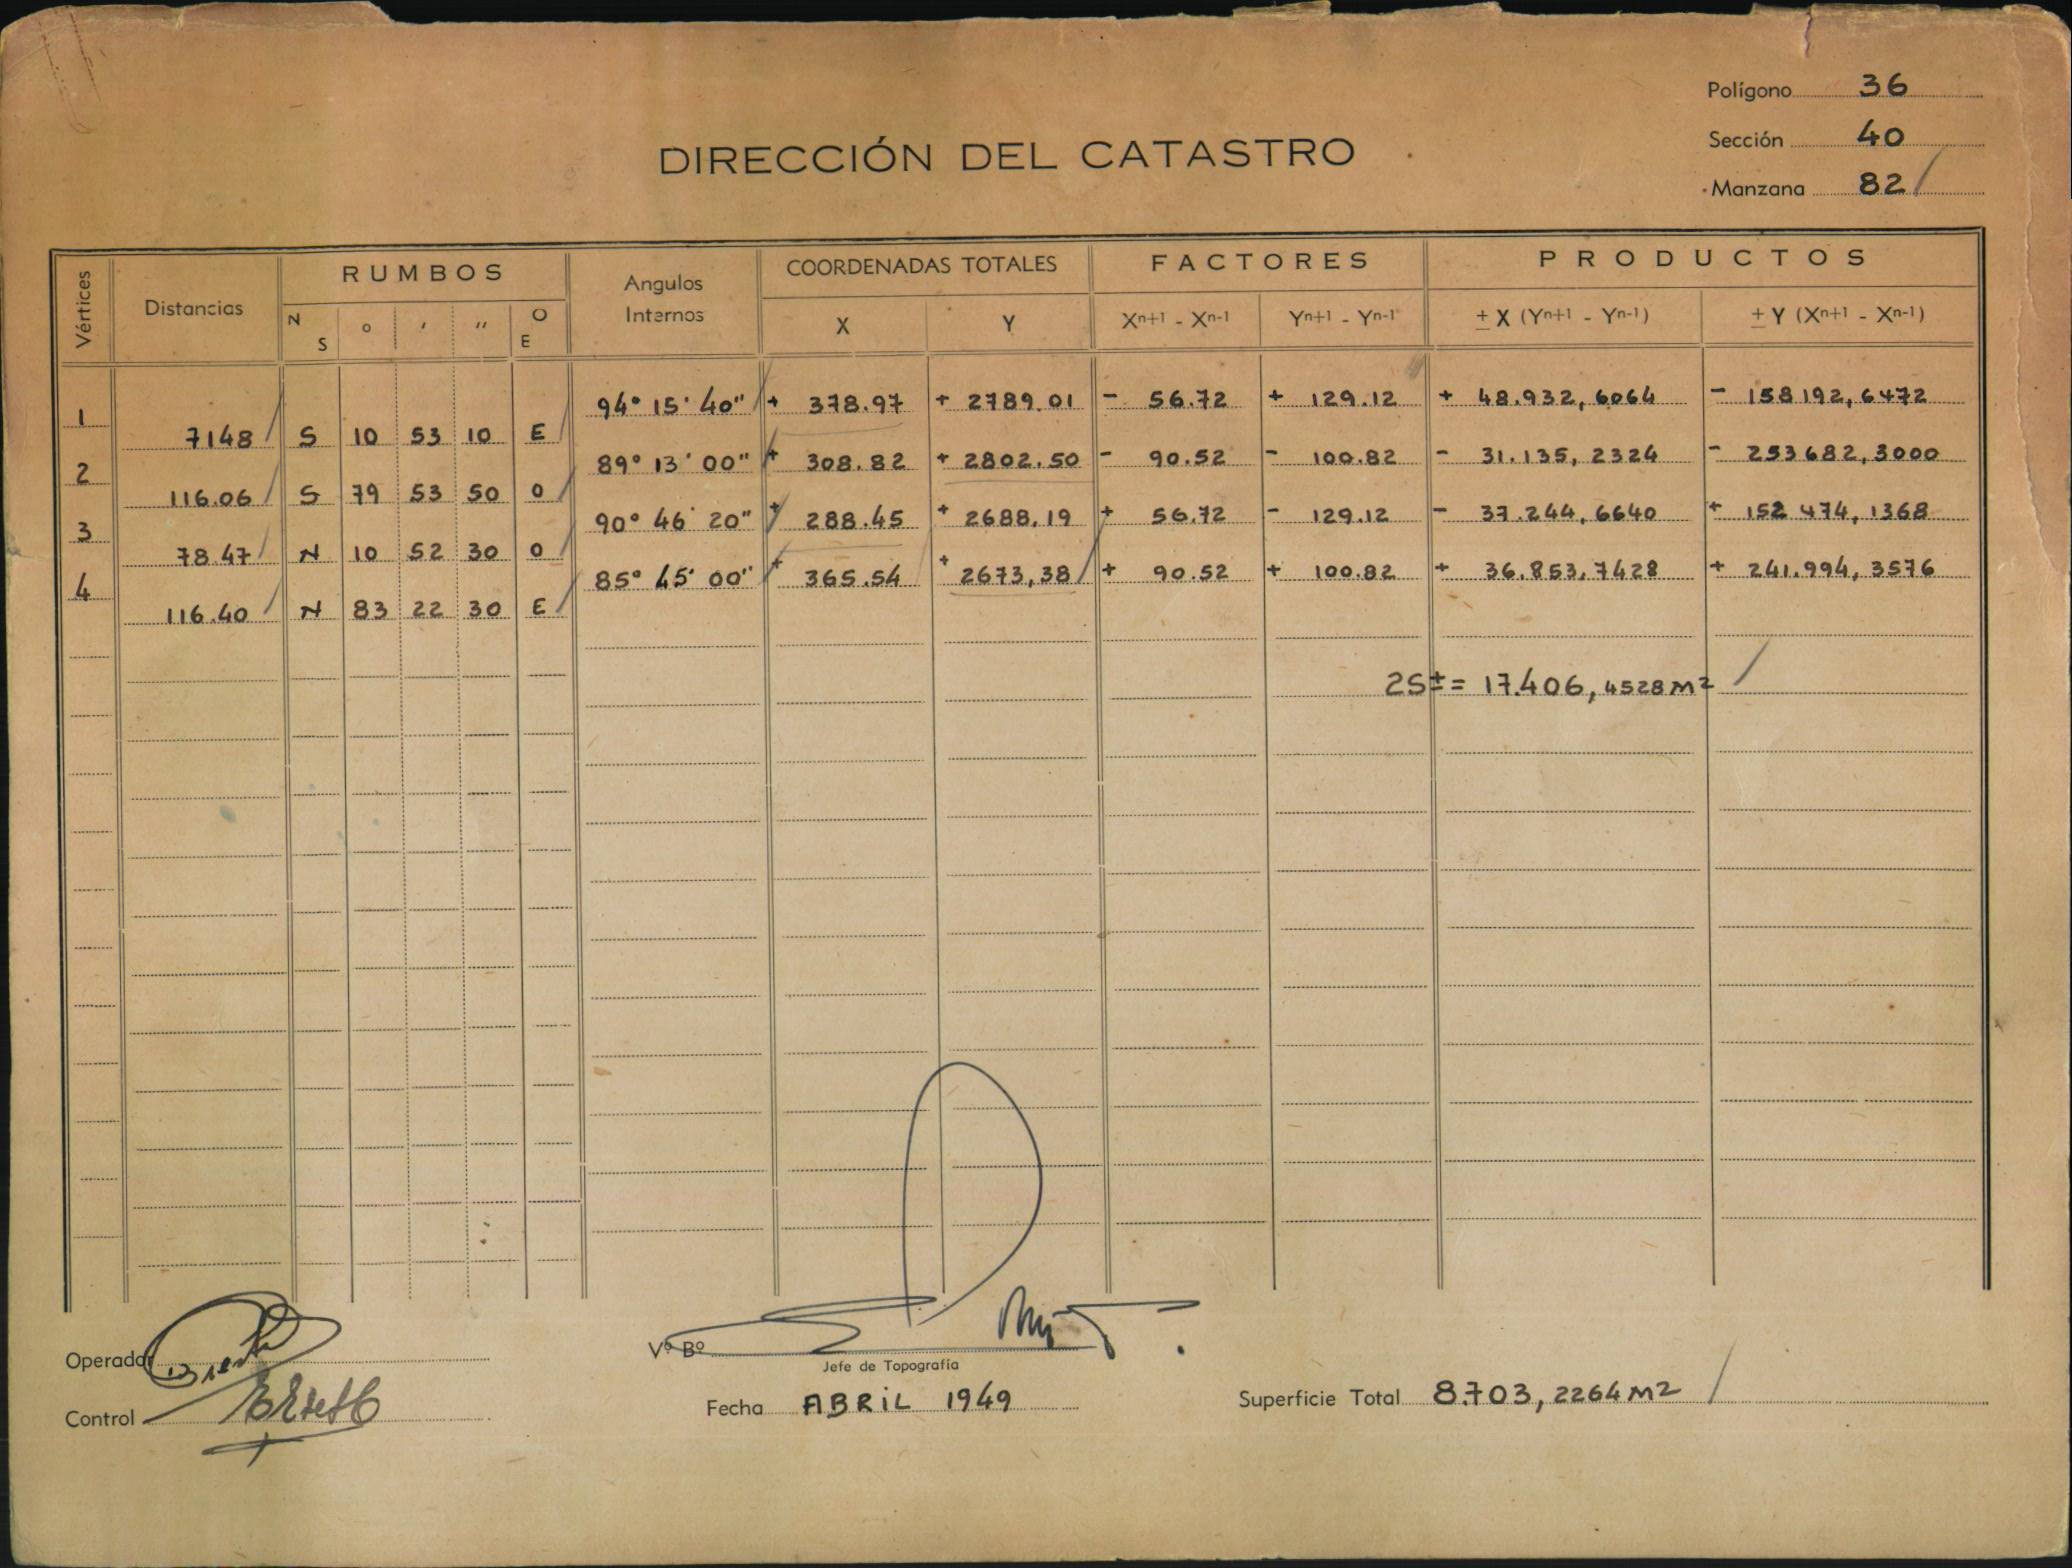 Polígono 36
Sección 40
Manzana 82
DIRECCIÓN DEL CATASTRO
Vértices Distancias RUMBOS Angulos Internos COORDENADAS TOTALES FACTORES PRODUCTOS
N S o ' '' O E X Y Xn+1 - Xn-1 Yn+1 - Yn-1 ± X (Yn+1 - Yn-1) ± Y (Xn+1 - Xn-1)
1 94° 15' 40" + 378.97 + 2789.01 - 56.72 + 129.12 + 48.932,6064 - 158192,6472
7148 S 10 53 10 E
2 89° 13' 00" + 308.82 + 2802.50 - 90.52 - 100.82 - 31.135,2324 - 253682,3000
116.06 S 79 53 50 O
3 90° 46' 20" + 288.45 + 2688,19 + 56.72 - 129.12 - 37.244,6640 + 152474,1368
78.47 N 10 52 30 O
4 85° 45' 00" + 365.54 + 2673,38 + 90.52 + 100.82 + 36.853,7428 + 241.994,3576
116.40 N 83 22 30 E
2S± = 17.406,4528 M2
Operador
Vº Bº
Jefe de Topografía
Control
Fecha ABRIL 1949
Superficie Total 8.703,2264 M2